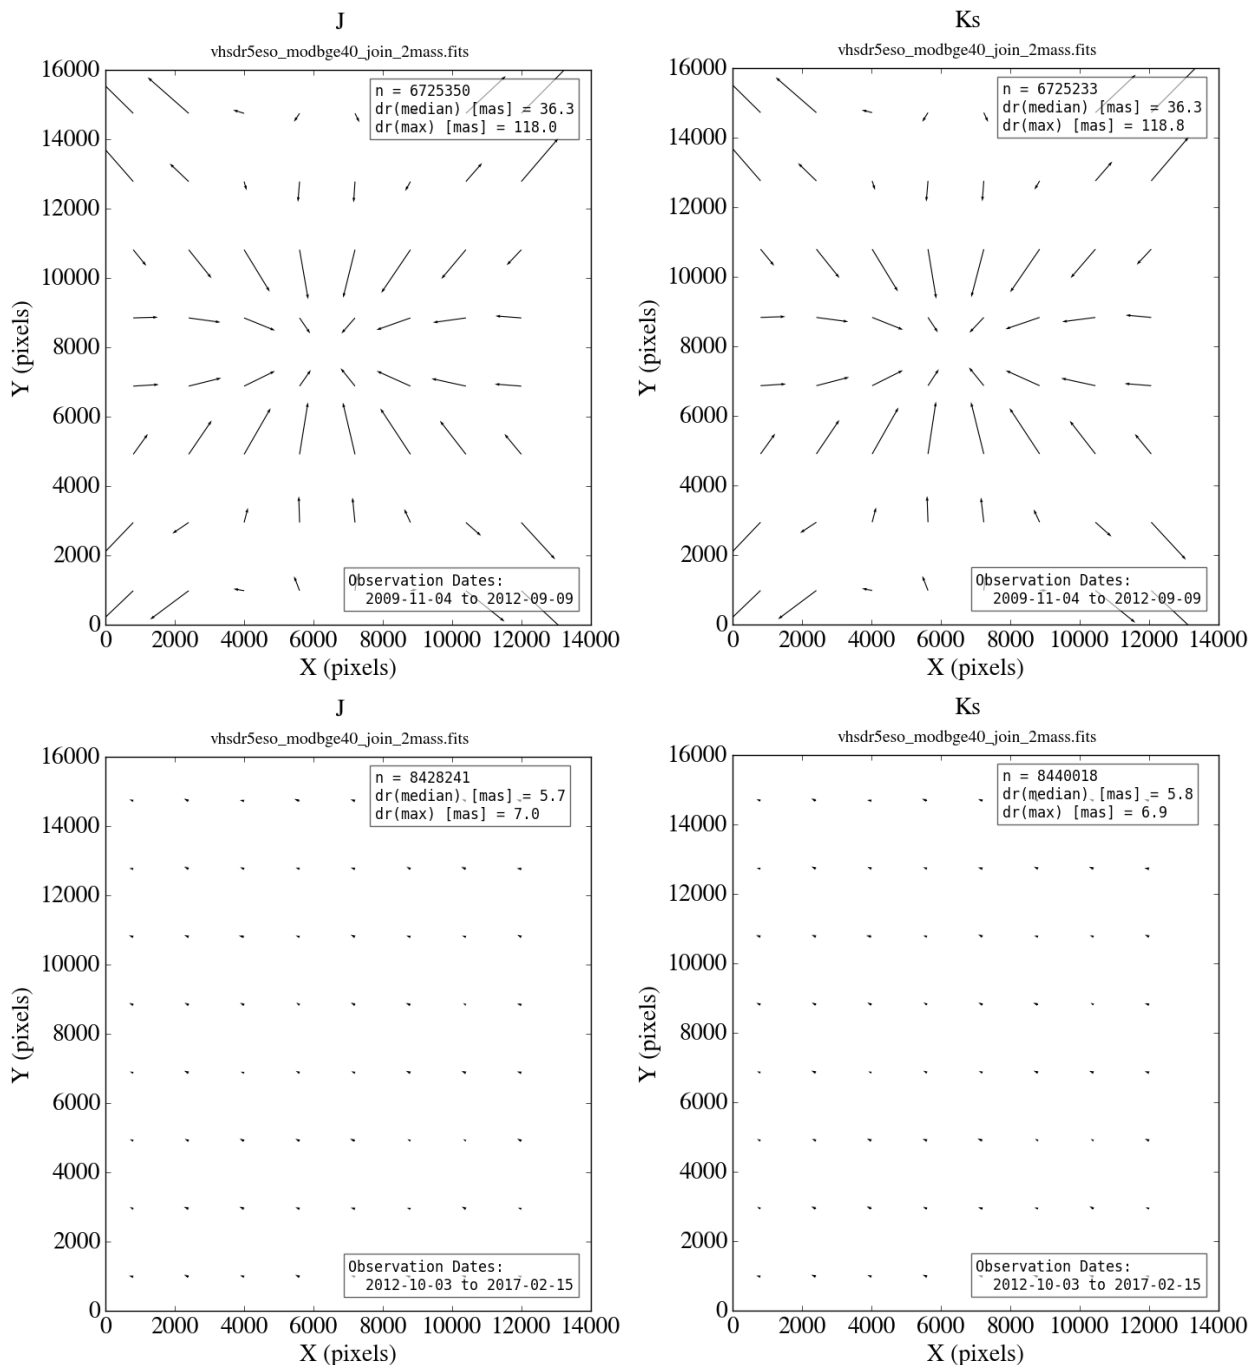 J
vhsdr5eso_modbge40_join_2mass.fits
n = 6725350
dr(median) [mas] = 36.3
dr(max) [mas] = 118.0
16000
14000
12000
10000
8000
6000
4000
2000
0
Y (pixels)
Observation Dates:
2009-11-04 to 2012-09-09
0 2000 4000 6000 8000 10000 12000 14000
X (pixels)
Ks
vhsdr5eso_modbge40_join_2mass.fits
n = 6725233
dr(median) [mas] = 36.3
dr(max) [mas] = 118.8
16000
14000
12000
10000
8000
6000
4000
2000
0
Y (pixels)
Observation Dates:
2009-11-04 to 2012-09-09
0 2000 4000 6000 8000 10000 12000 14000
X (pixels)
J
vhsdr5eso_modbge40_join_2mass.fits
n = 8428241
dr(median) [mas] = 5.7
dr(max) [mas] = 7.0
16000
14000
12000
10000
8000
6000
4000
2000
0
Y (pixels)
Observation Dates:
2012-10-03 to 2017-02-15
0 2000 4000 6000 8000 10000 12000 14000
X (pixels)
Ks
vhsdr5eso_modbge40_join_2mass.fits
n = 8440018
dr(median) [mas] = 5.8
dr(max) [mas] = 6.9
16000
14000
12000
10000
8000
6000
4000
2000
0
Y (pixels)
Observation Dates:
2012-10-03 to 2017-02-15
0 2000 4000 6000 8000 10000 12000 14000
X (pixels)